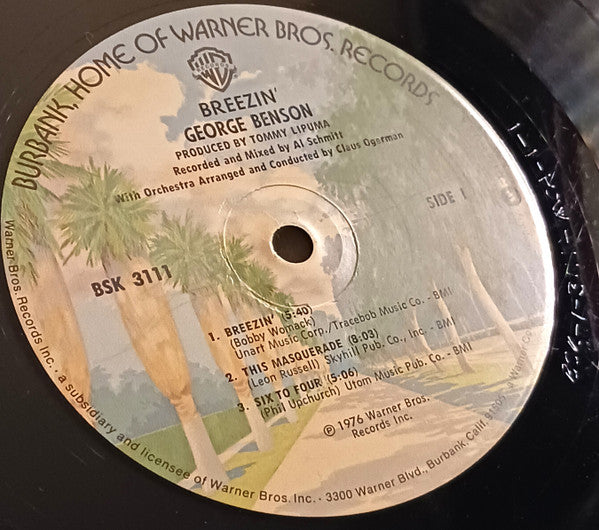 BURBANK, HOME OF WARNER BROS. RECORDS
BREEZIN'
GEORGE BENSON
PRODUCED BY TOMMY LIPUMA
Recorded and Mixed by Al Schmitt
With Orchestra Arranged and Conducted by Claus Ogerman
SIDE 1
BSK 3111
1. BREEZIN' (5:40)
(Bobby Womack)
Unart Music Corp./Tracebob Music Co. - BMI
2. THIS MASQUERADE (8:03)
(Leon Russell) Skyhill Pub. Co., Inc. - BMI
3. SIX TO FOUR (5:06)
(Phil Upchurch) Utom Music Pub. Co. - BMI
℗ 1976 Warner Bros.
Records Inc.
Warner Bros. Records Inc. · a subsidiary and licensee of Warner Bros. Inc. · 3300 Warner Blvd., Burbank, Calif.